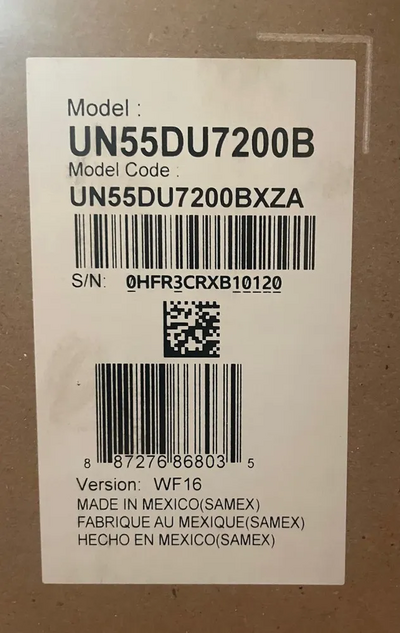 Model :
UN55DU7200B
Model Code :
UN55DU7200BXZA
S/N: 0HFR3CRXB10120
8 87276 86803 5
Version: WF16
MADE IN MEXICO(SAMEX)
FABRIQUE AU MEXIQUE(SAMEX)
HECHO EN MEXICO(SAMEX)